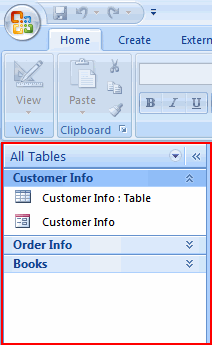 Home Create Extern
View Paste B I U
Views Clipboard
All Tables
Customer Info
Customer Info : Table
Customer Info
Order Info
Books